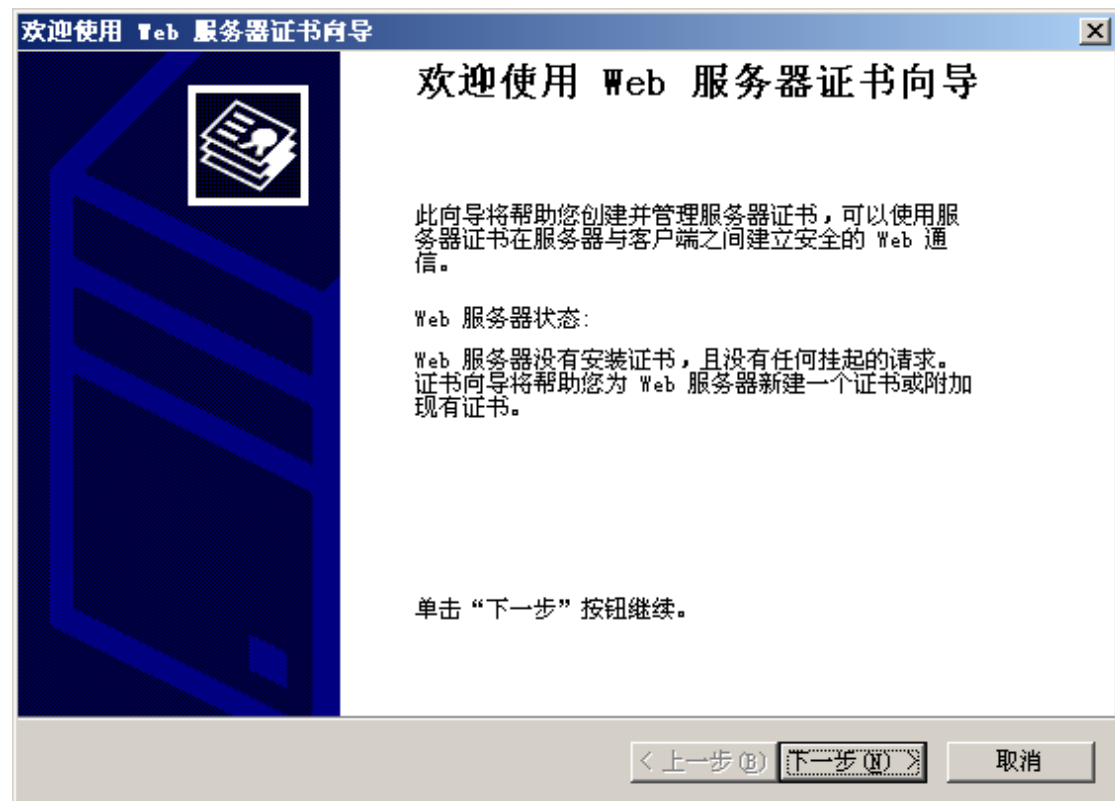 欢迎使用 Web 服务器证书向导
欢迎使用 Web 服务器证书向导
此向导将帮助您创建并管理服务器证书，可以使用服
务器证书在服务器与客户端之间建立安全的 Web 通
信。
Web 服务器状态:
Web 服务器没有安装证书，且没有任何挂起的请求。
证书向导将帮助您为 Web 服务器新建一个证书或附加
现有证书。
单击“下一步”按钮继续。
< 上一步(B) 下一步(N) > 取消